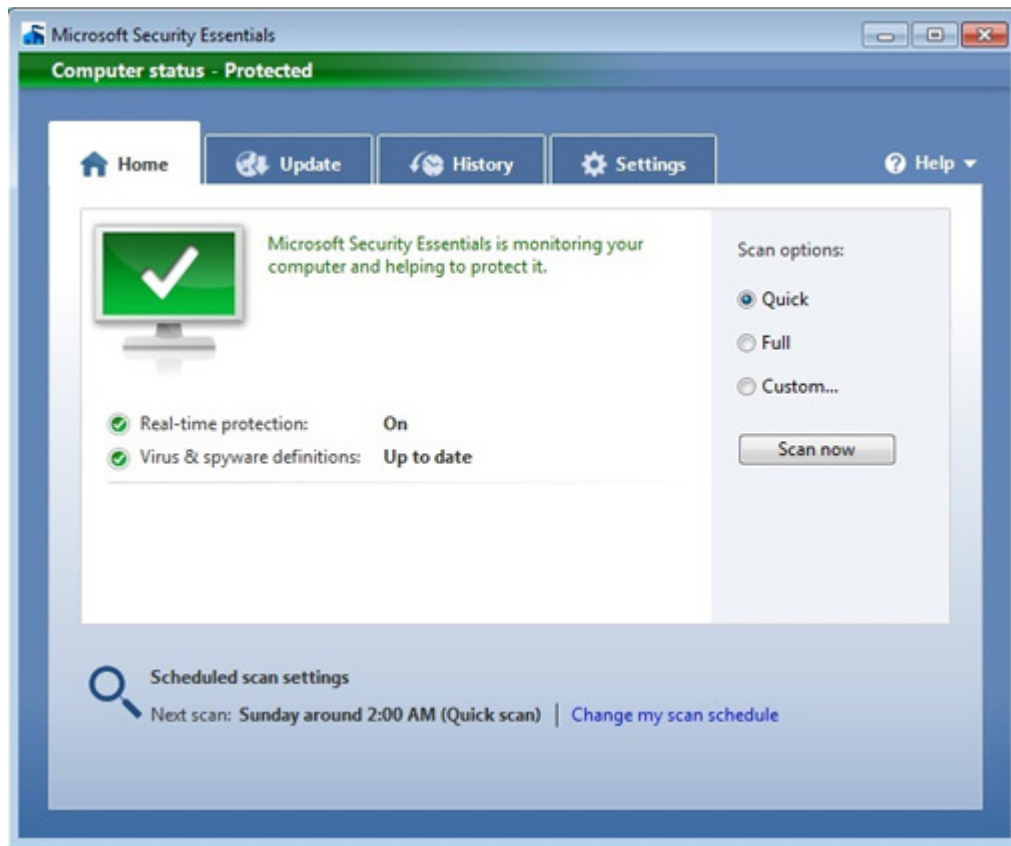 Microsoft Security Essentials
Computer status - Protected
Home
Update
History
Settings
Help
Microsoft Security Essentials is monitoring your
computer and helping to protect it.
Real-time protection: On
Virus & spyware definitions: Up to date
Scan options:
Quick
Full
Custom...
Scan now
Scheduled scan settings
Next scan: Sunday around 2:00 AM (Quick scan) | Change my scan schedule